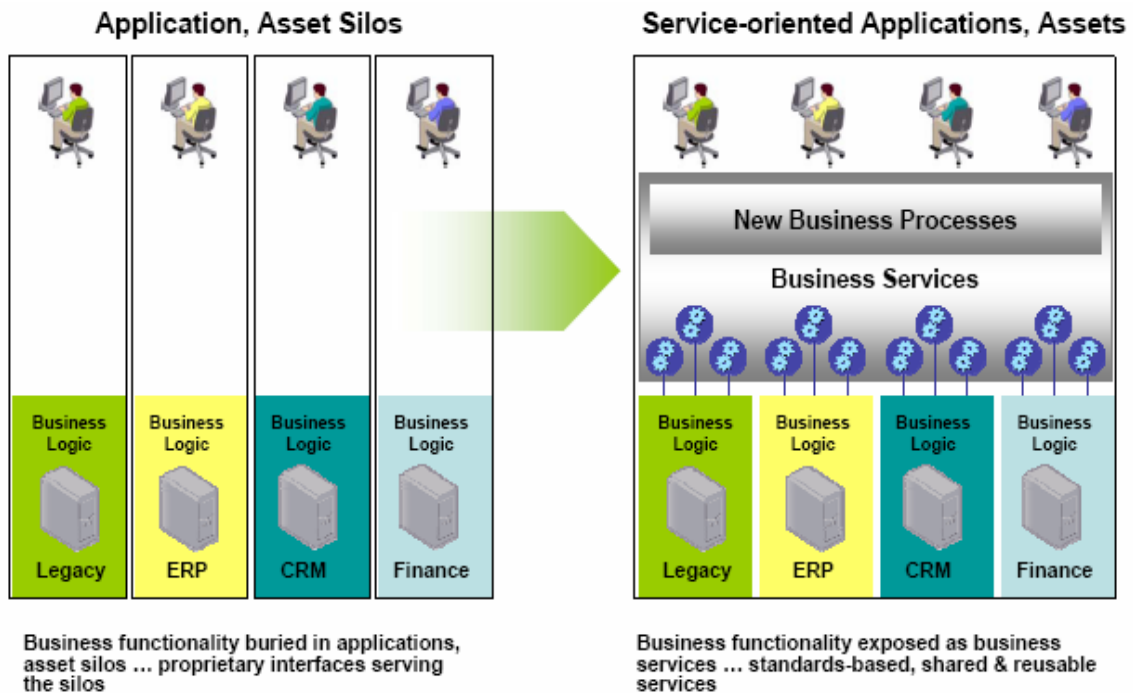 Application, Asset Silos
Business
Logic
Legacy
Business
Logic
ERP
Business
Logic
CRM
Business
Logic
Finance
Business functionality buried in applications,
asset silos ... proprietary interfaces serving
the silos
Service-oriented Applications, Assets
New Business Processes
Business Services
Business
Logic
Legacy
Business
Logic
ERP
Business
Logic
CRM
Business
Logic
Finance
Business functionality exposed as business
services ... standards-based, shared & reusable
services